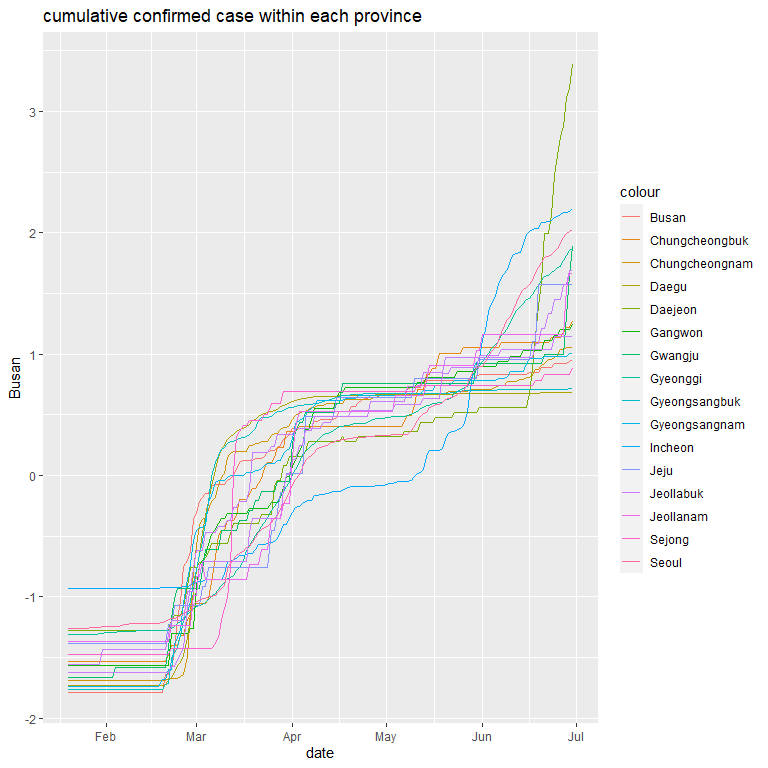 cumulative confirmed case within each province
Busan
3
2
1
0
-1
-2
Feb
Mar
Apr
May
Jun
Jul
date
colour
Busan
Chungcheongbuk
Chungcheongnam
Daegu
Daejeon
Gangwon
Gwangju
Gyeonggi
Gyeongsangbuk
Gyeongsangnam
Incheon
Jeju
Jeollabuk
Jeollanam
Sejong
Seoul